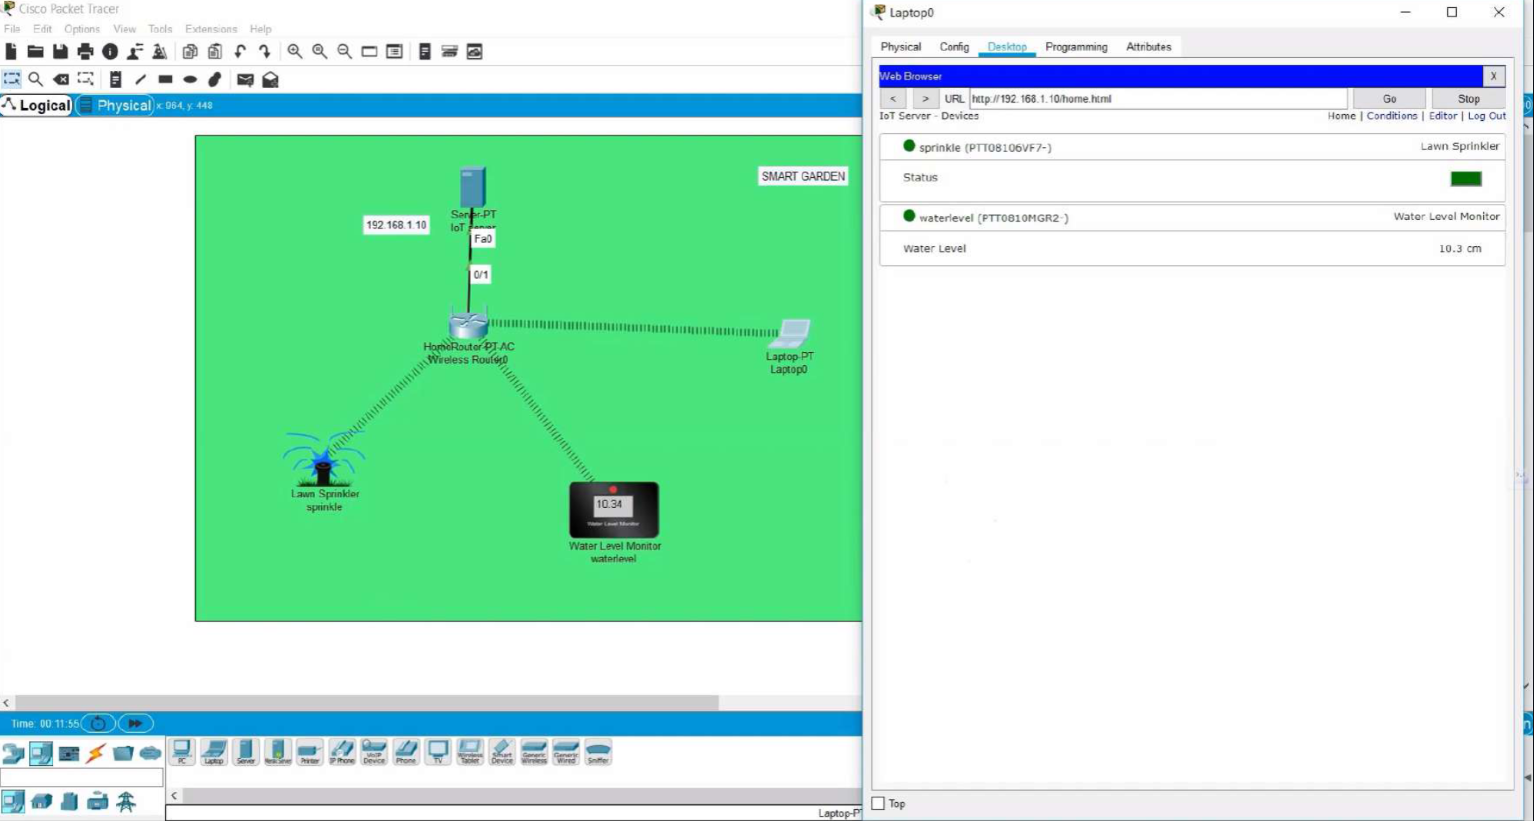 Cisco Packet Tracer
File Edit Options View Tools Extensions Help
Logical Physical x: 864, y: 448
SMART GARDEN
192.168.1.10
Server-PT
IoT server
Fa0
0/1
HomeRouter-PT-AC
Wireless Router0
Laptop-PT
Laptop0
Lawn Sprinkler
sprinkle
10.34
Water Level Monitor
Water Level Monitor
waterlevel
Time: 00:11:55
PC Laptop Server Printer IP Phone VoIP Device Phone TV Wireless Tablet Smart Device Generic Wireless Generic Wired Sniffer
Laptop-P
Laptop0
Physical Config Desktop Programming Attributes
Web Browser X
< > URL http://192.168.1.10/home.html Go Stop
IoT Server - Devices Home | Conditions | Editor | Log Out
sprinkle (PTT08106VF7-) Lawn Sprinkler
Status
waterlevel (PTT0810MGR2-) Water Level Monitor
Water Level 10.3 cm
Top